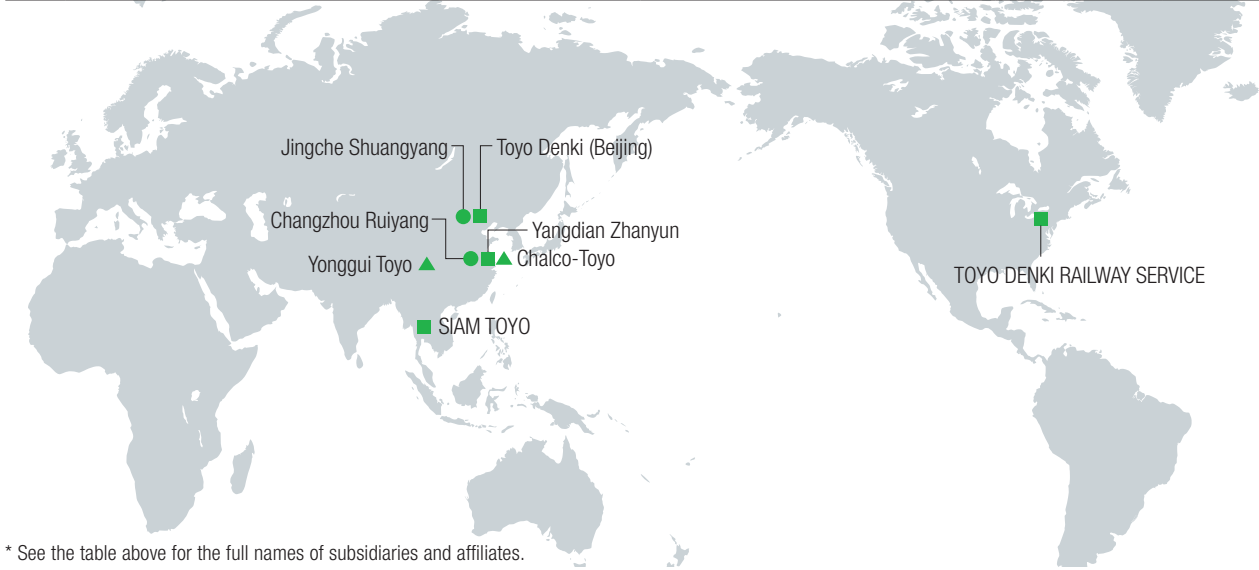 Jingche Shuangyang
Toyo Denki (Beijing)
Changzhou Ruiyang
Yangdian Zhanyun
Yonggui Toyo
Chalco-Toyo
TOYO DENKI RAILWAY SERVICE
SIAM TOYO
* See the table above for the full names of subsidiaries and affiliates.